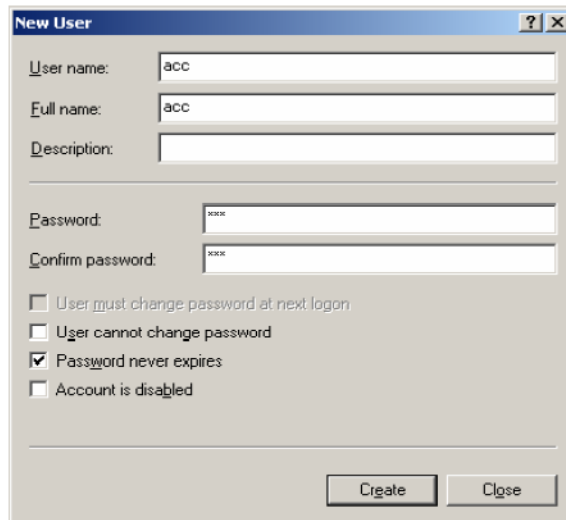 New User
User name: acc
Full name: acc
Description:
Password: ***
Confirm password: ***
User must change password at next logon
User cannot change password
Password never expires
Account is disabled
Create Close